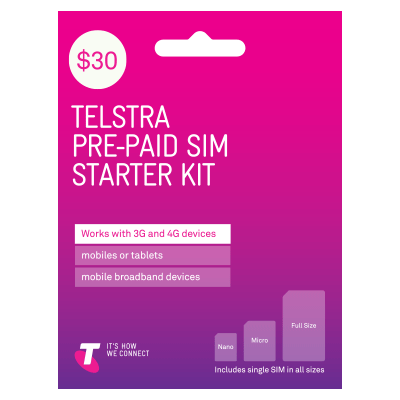 $30
TELSTRA
PRE-PAID SIM
STARTER KIT
Works with 3G and 4G devices
mobiles or tablets
mobile broadband devices
Nano
Micro
Full Size
T
IT'S HOW
WE CONNECT
Includes single SIM in all sizes